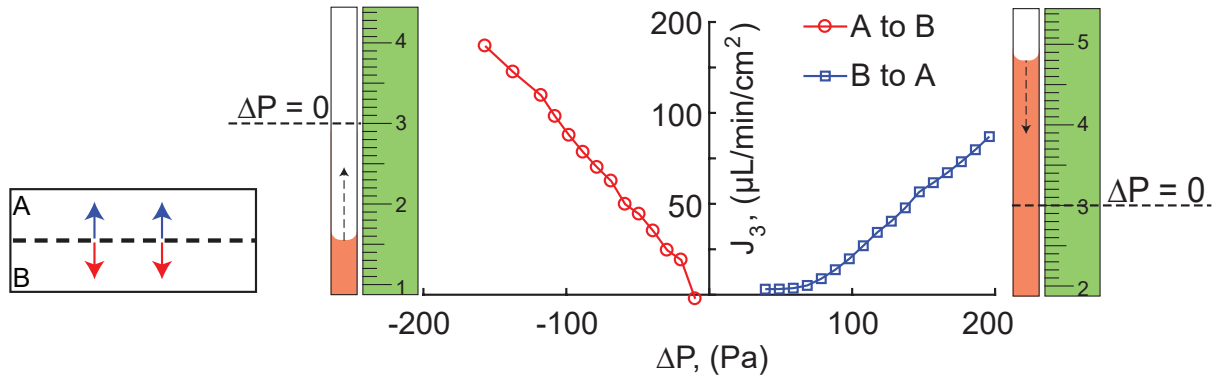 A
B
ΔP = 0
4
3
2
1
200
100
50
J3, (μL/min/cm2)
A to B
B to A
-200
-100
100
200
ΔP, (Pa)
5
4
3
2
ΔP = 0